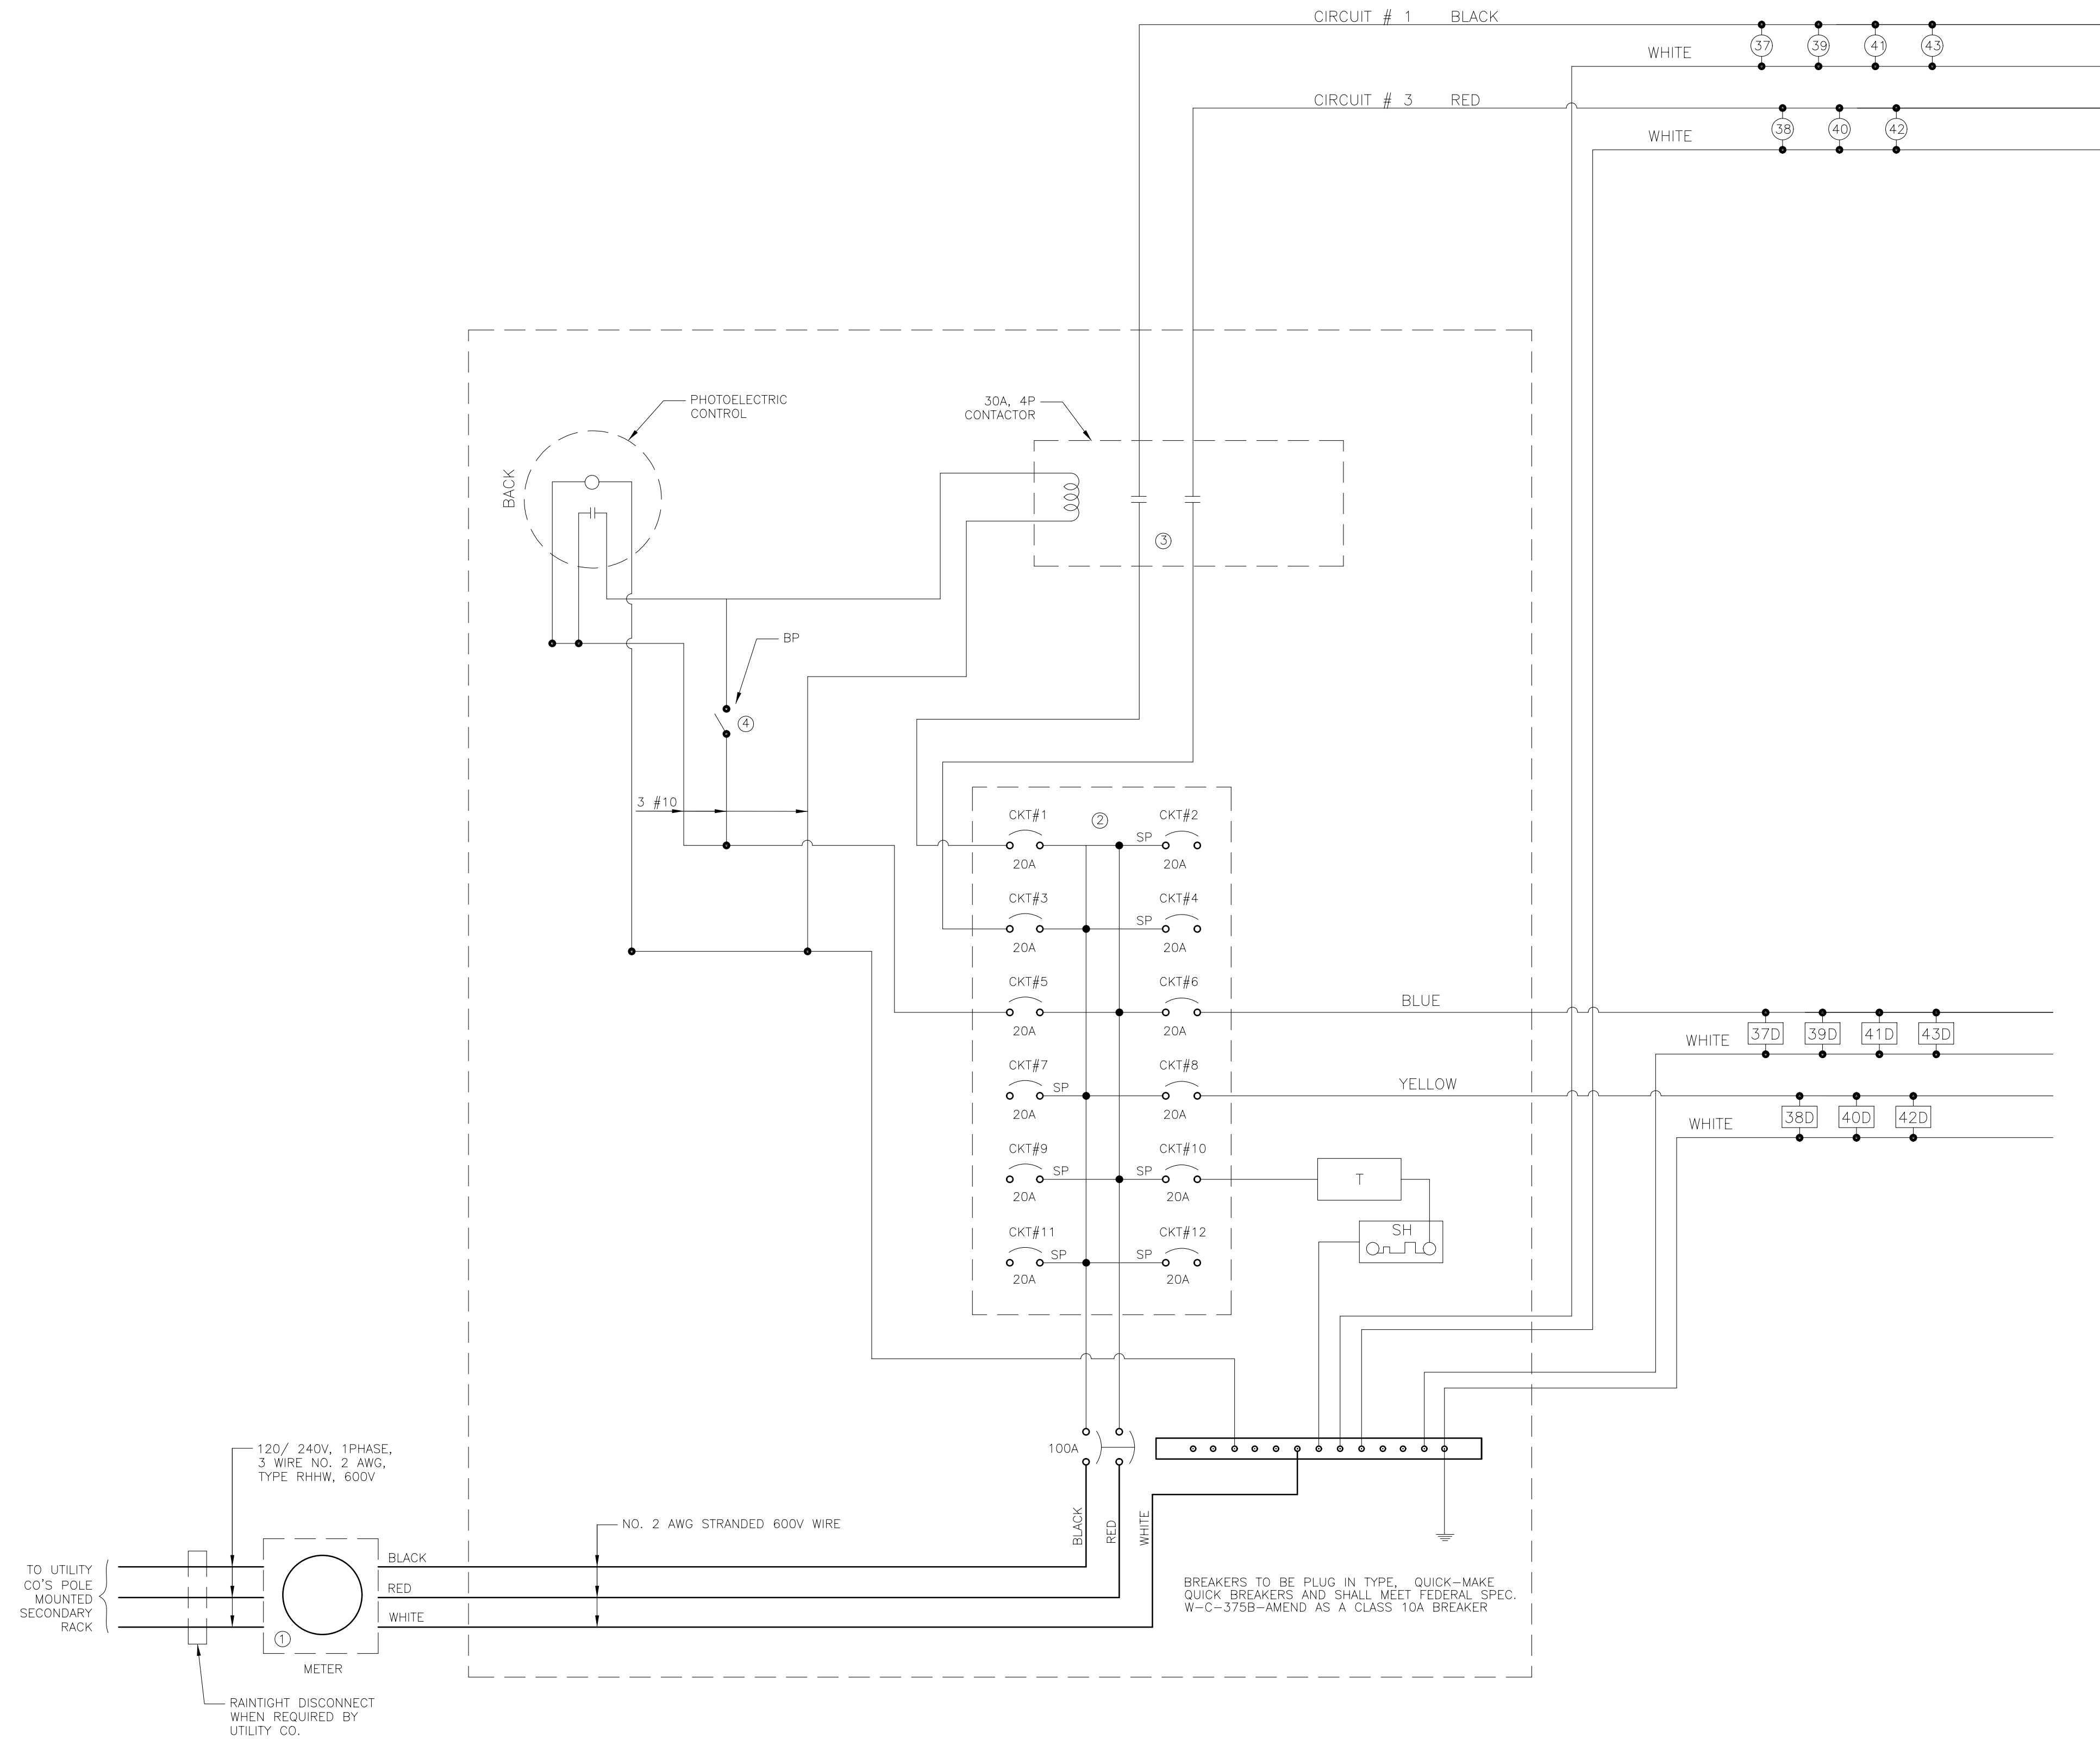 CIRCUIT # 1 BLACK
37 39 41 43
WHITE
CIRCUIT # 3 RED
38 40 42
WHITE
PHOTOELECTRIC
CONTROL
BACK
30A, 4P
CONTACTOR
3
BP
4
3 #10
2
CKT#1
20A
SP
CKT#2
20A
CKT#3
20A
SP
CKT#4
20A
CKT#5
20A
CKT#6
20A
CKT#7
SP
20A
CKT#8
20A
CKT#9
SP
20A
SP
CKT#10
20A
CKT#11
SP
20A
SP
CKT#12
20A
BLUE
37D 39D 41D 43D
WHITE
YELLOW
38D 40D 42D
WHITE
T
SH
100A
BLACK
RED
WHITE
120/ 240V, 1PHASE,
3 WIRE NO. 2 AWG,
TYPE RHHW, 600V
NO. 2 AWG STRANDED 600V WIRE
TO UTILITY
CO'S POLE
MOUNTED
SECONDARY
RACK
BLACK
RED
WHITE
1
METER
RAINTIGHT DISCONNECT
WHEN REQUIRED BY
UTILITY CO.
BREAKERS TO BE PLUG IN TYPE, QUICK-MAKE
QUICK BREAKERS AND SHALL MEET FEDERAL SPEC.
W-C-375B-AMEND AS A CLASS 10A BREAKER